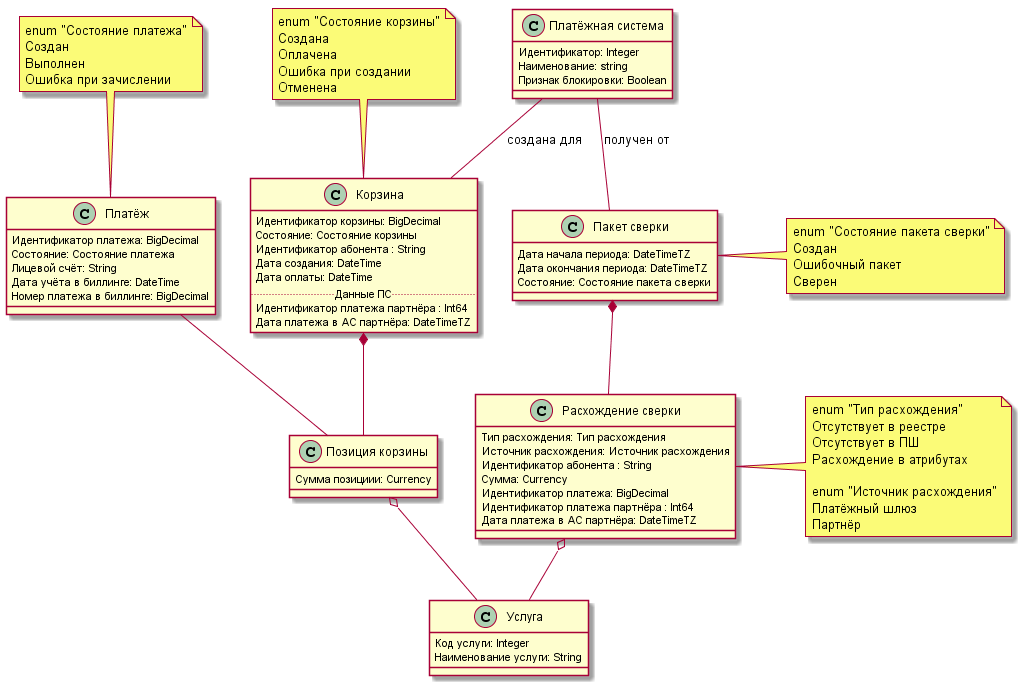 enum "Состояние платежа"
Создан
Выполнен
Ошибка при зачислении
enum "Состояние корзины"
Создана
Оплачена
Ошибка при создании
Отменена
C Платёжная система
Идентификатор: Integer
Наименование: string
Признак блокировки: Boolean
создана для
получен от
C Платёж
Идентификатор платежа: BigDecimal
Состояние: Состояние платежа
Лицевой счёт: String
Дата учёта в биллинге: DateTime
Номер платежа в биллинге: BigDecimal
C Корзина
Идентификатор корзины: BigDecimal
Состояние: Состояние корзины
Идентификатор абонента : String
Дата создания: DateTime
Дата оплаты: DateTime
Данные ПС
Идентификатор платежа партнёра : Int64
Дата платежа в АС партнёра: DateTimeTZ
C Пакет сверки
Дата начала периода: DateTimeTZ
Дата окончания периода: DateTimeTZ
Состояние: Состояние пакета сверки
enum "Состояние пакета сверки"
Создан
Ошибочный пакет
Сверен
C Позиция корзины
Сумма позициии: Currency
C Расхождение сверки
Тип расхождения: Тип расхождения
Источник расхождения: Источник расхождения
Идентификатор абонента : String
Сумма: Currency
Идентификатор платежа: BigDecimal
Идентификатор платежа партнёра : Int64
Дата платежа в АС партнёра: DateTimeTZ
enum "Тип расхождения"
Отсутствует в реестре
Отсутствует в ПШ
Расхождение в атрибутах
enum "Источник расхождения"
Платёжный шлюз
Партнёр
C Услуга
Код услуги: Integer
Наименование услуги: String